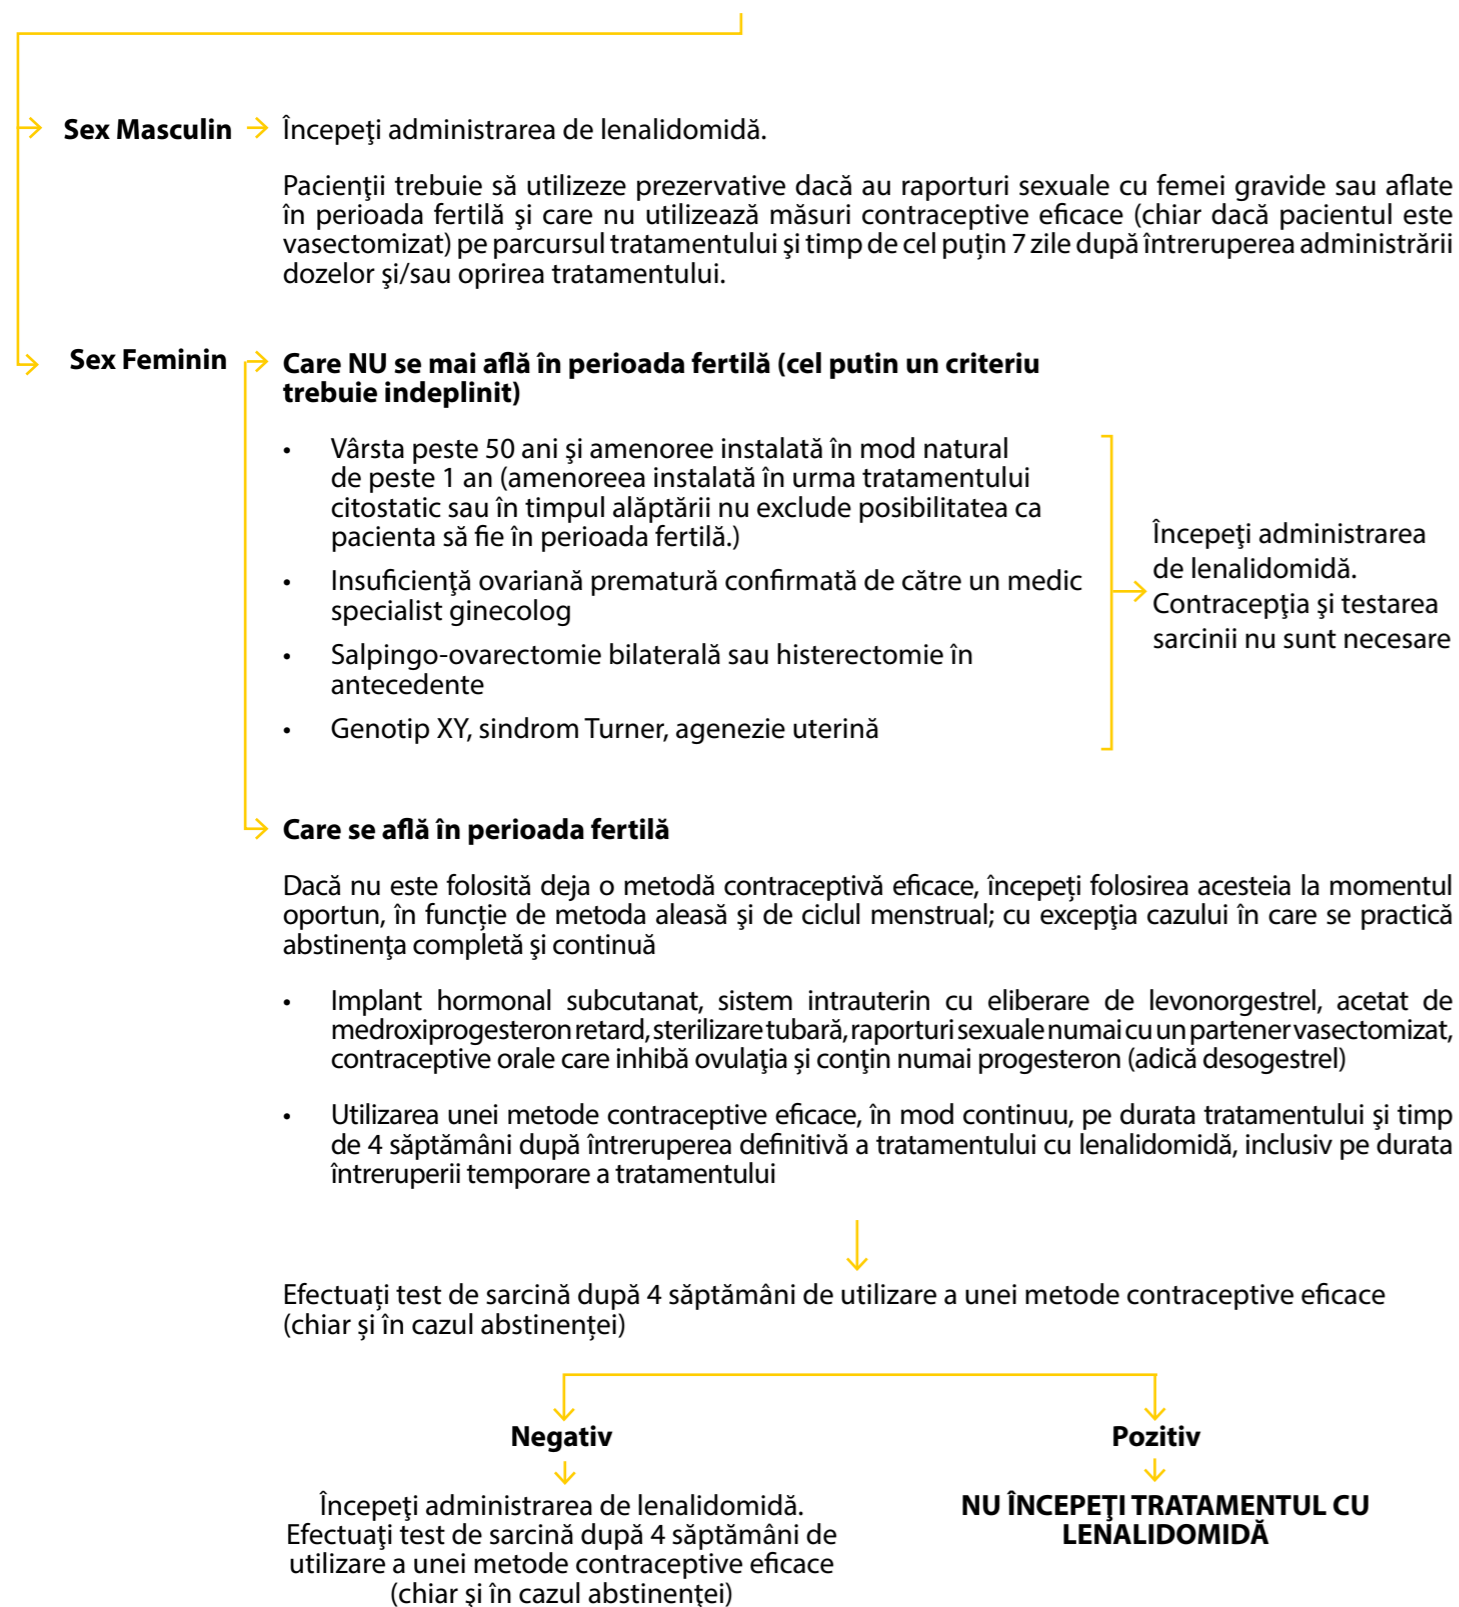 Sex Masculin
Începeţi administrarea de lenalidomidă.
Pacienţii trebuie să utilizeze prezervative dacă au raporturi sexuale cu femei gravide sau aflate
în perioada fertilă şi care nu utilizează măsuri contraceptive eficace (chiar dacă pacientul este
vasectomizat) pe parcursul tratamentului şi timp de cel puțin 7 zile după întreruperea administrării
dozelor şi/sau oprirea tratamentului.
Sex Feminin
Care NU se mai află în perioada fertilă (cel putin un criteriu
trebuie indeplinit)
• Vârsta peste 50 ani şi amenoree instalată în mod natural
de peste 1 an (amenoreea instalată în urma tratamentului
citostatic sau în timpul alăptării nu exclude posibilitatea ca
pacienta să fie în perioada fertilă.)
• Insuficienţă ovariană prematură confirmată de către un medic
specialist ginecolog
• Salpingo-ovarectomie bilaterală sau histerectomie în
antecedente
• Genotip XY, sindrom Turner, agenezie uterină
Începeţi administrarea
de lenalidomidă.
Contracepţia şi testarea
sarcinii nu sunt necesare
Care se află în perioada fertilă
Dacă nu este folosită deja o metodă contraceptivă eficace, începeți folosirea acesteia la momentul
oportun, în funcție de metoda aleasă şi de ciclul menstrual; cu excepţia cazului în care se practică
abstinenţa completă şi continuă
• Implant hormonal subcutanat, sistem intrauterin cu eliberare de levonorgestrel, acetat de
medroxiprogesteron retard, sterilizare tubară, raporturi sexuale numai cu un partener vasectomizat,
contraceptive orale care inhibă ovulaţia și conţin numai progesteron (adică desogestrel)
• Utilizarea unei metode contraceptive eficace, în mod continuu, pe durata tratamentului şi timp
de 4 săptămâni după întreruperea definitivă a tratamentului cu lenalidomidă, inclusiv pe durata
întreruperii temporare a tratamentului
Efectuați test de sarcină după 4 săptămâni de utilizare a unei metode contraceptive eficace
(chiar și în cazul abstinenței)
Negativ
Începeţi administrarea de lenalidomidă.
Efectuaţi test de sarcină după 4 săptămâni de
utilizare a unei metode contraceptive eficace
(chiar şi în cazul abstinenţei)
Pozitiv
NU ÎNCEPEŢI TRATAMENTUL CU
LENALIDOMIDĂ